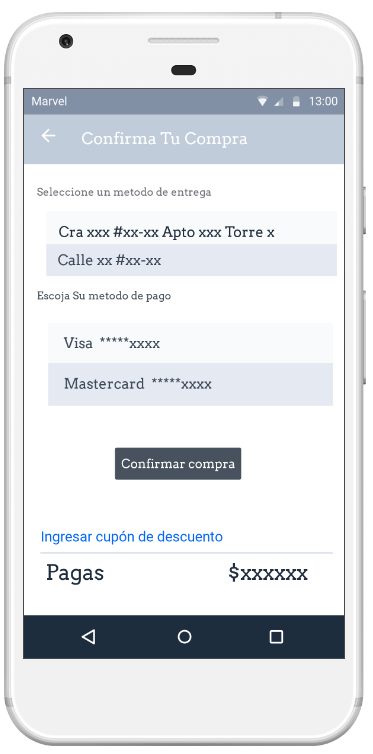 Marvel 13:00
Confirma Tu Compra
Seleccione un metodo de entrega
Cra xxx #xx-xx Apto xxx Torre x
Calle xx #xx-xx
Escoja Su metodo de pago
Visa *****xxxx
Mastercard *****xxxx
Confirmar compra
Ingresar cupón de descuento
Pagas $xxxxxx